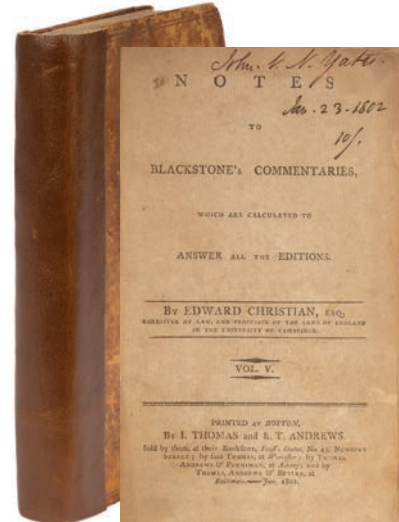 John V. N. Yates.
NOTES
Jan. 23. 1802
TO
10/.
BLACKSTONE's COMMENTARIES,
WHICH ARE CALCULATED TO
ANSWER ALL THE EDITIONS.
By EDWARD CHRISTIAN, ESQ.
BARRISTER AT LAW, AND PROFESSOR OF THE LAWS OF ENGLAND
IN THE UNIVERSITY OF CAMBRIDGE.
VOL. V.
PRINTED AT BOSTON,
By I. THOMAS and E. T. ANDREWS.
Sold by them, at their Bookstore, Faust's Statue, No. 45, NEWBURY
STREET; by said THOMAS, at Worcester; by THOMAS,
ANDREWS & PENNIMAN, at Albany; and by
THOMAS, ANDREWS & BUTLER, at
Baltimore.—Jan. 1801.